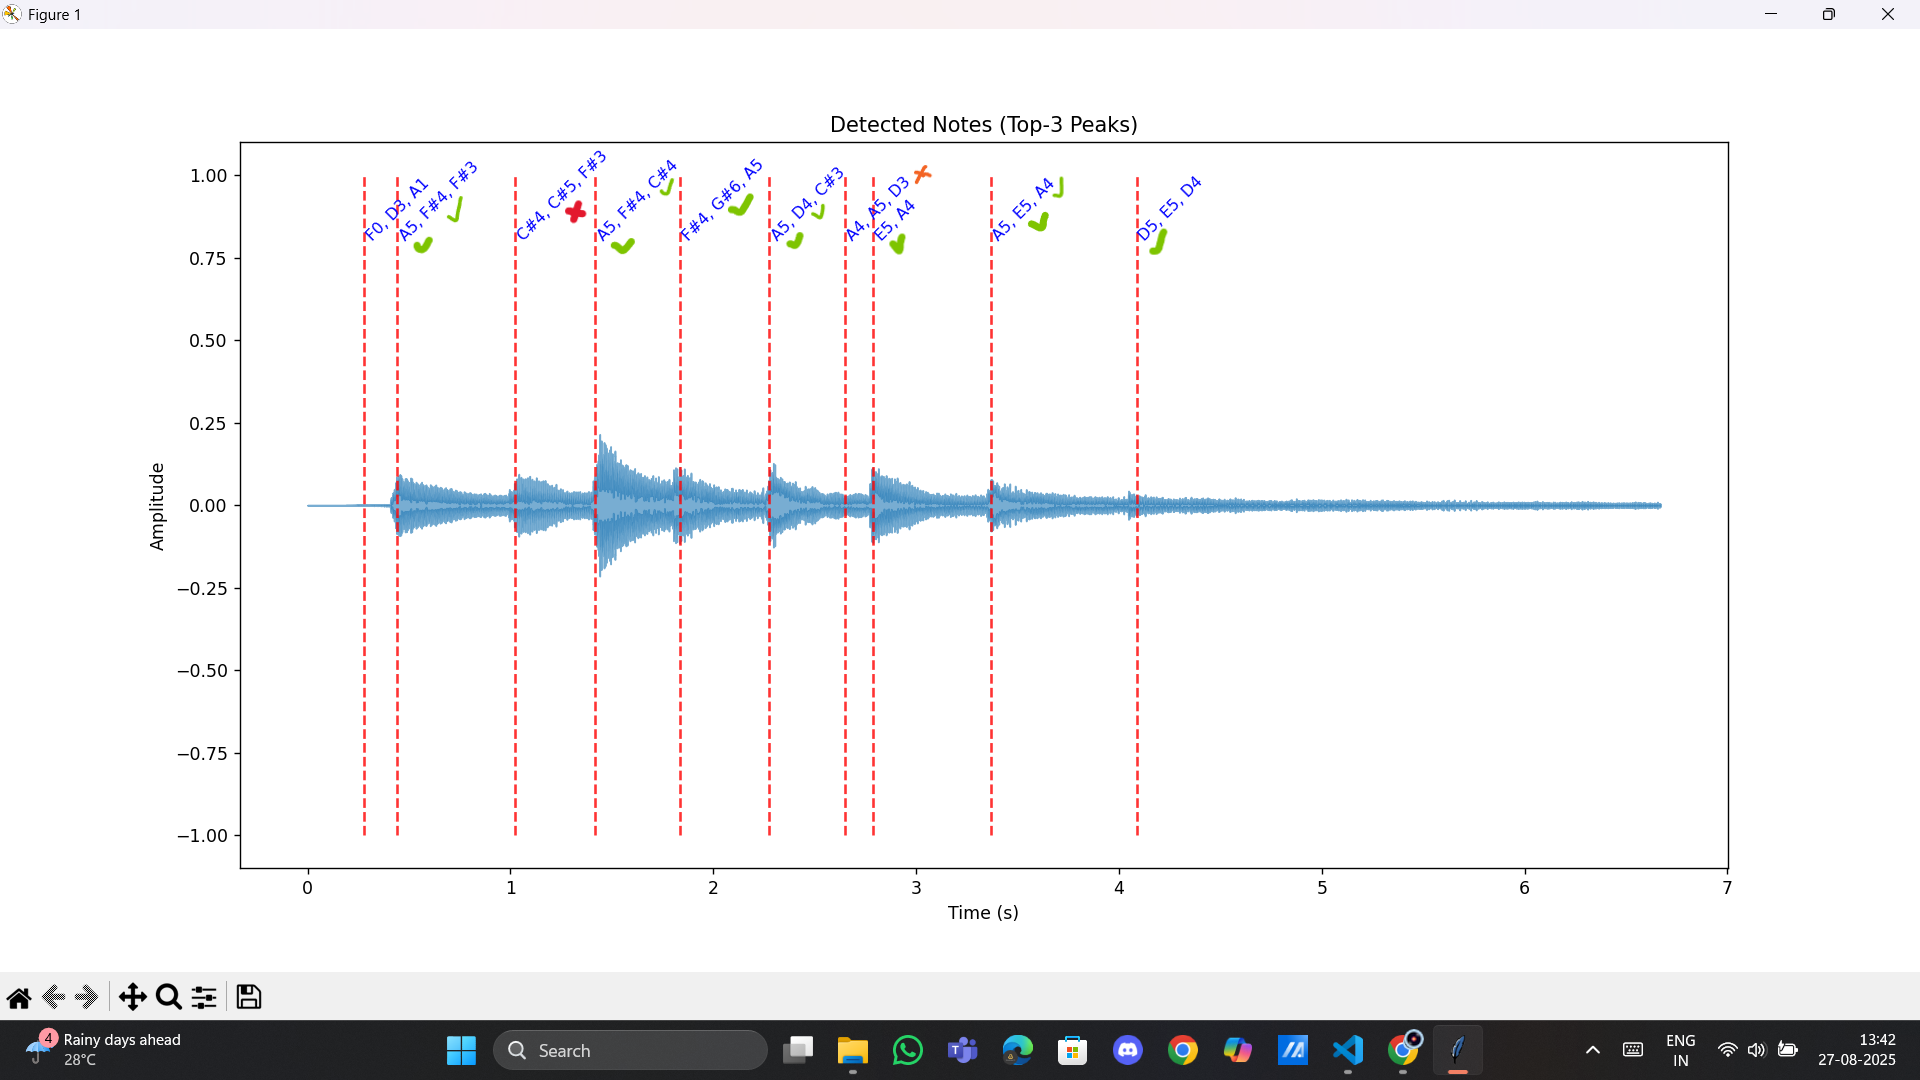 Figure 1
Detected Notes (Top-3 Peaks)
F0, D3, A1
A5, F#4, F#3
C#4, C#5, F#3
A5, F#4, C#4
F#4, G#6, A5
A5, D4, C#3
A4, A5, D3
E5, A4
A5, E5, A4
D5, E5, D4
1.00
0.75
0.50
0.25
0.00
−0.25
−0.50
−0.75
−1.00
Amplitude
0 1 2 3 4 5 6 7
Time (s)
4
Rainy days ahead
28°C
Search
ENG
IN
13:42
27-08-2025